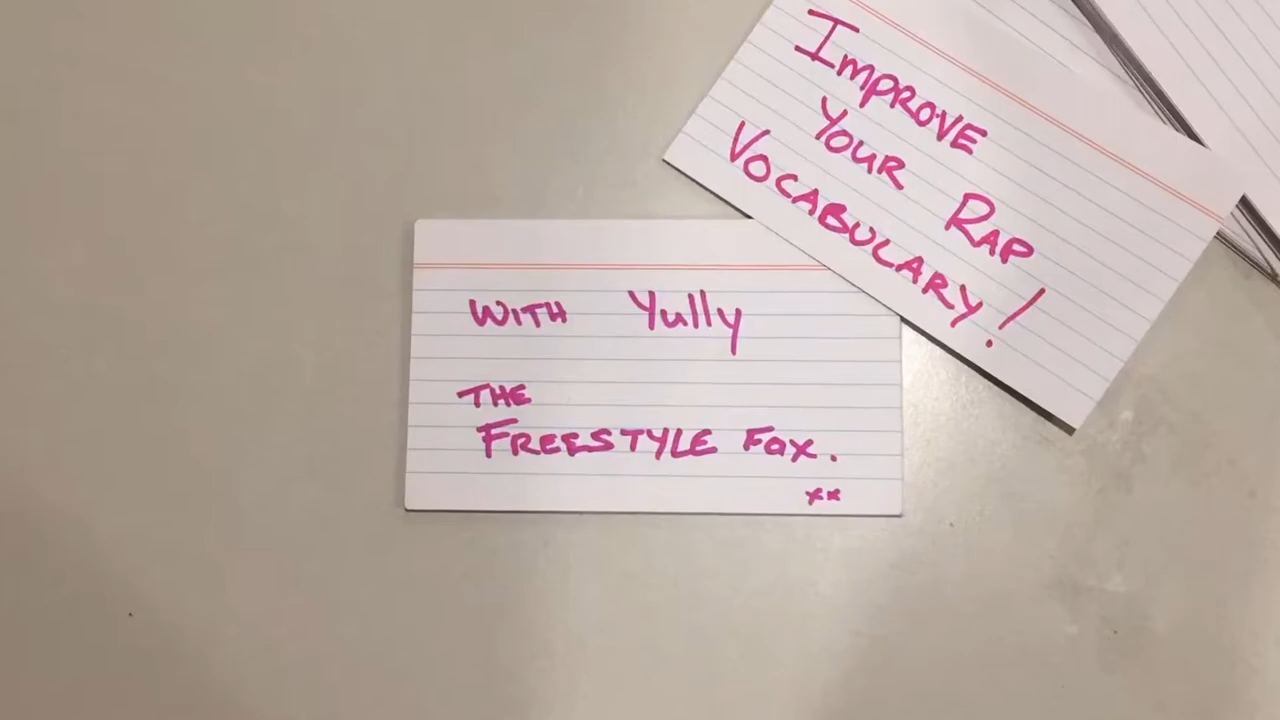 IMPROVE
YOUR RAP
VOCABULARY!
WITH Yully
THE
FREESTYLE FOX.
xx